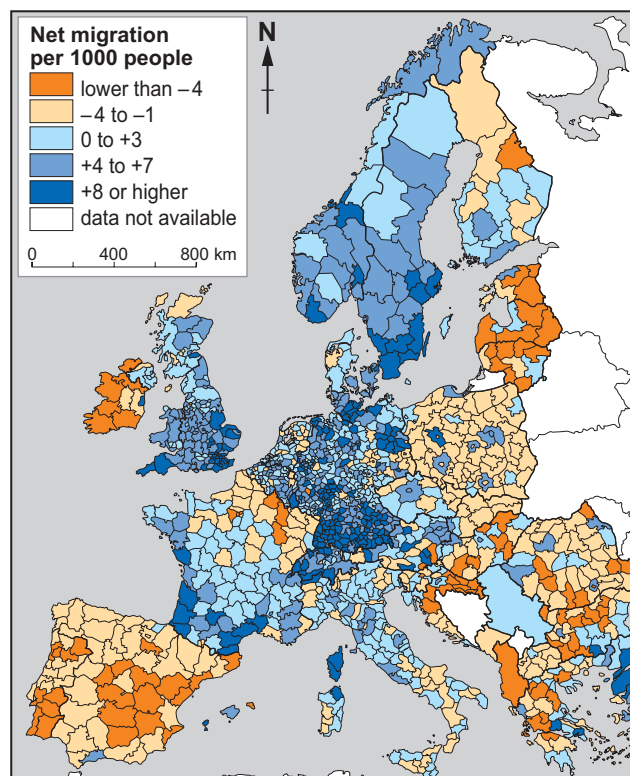 Net migration
per 1000 people
lower than –4
–4 to –1
0 to +3
+4 to +7
+8 or higher
data not available
0 400 800 km
N